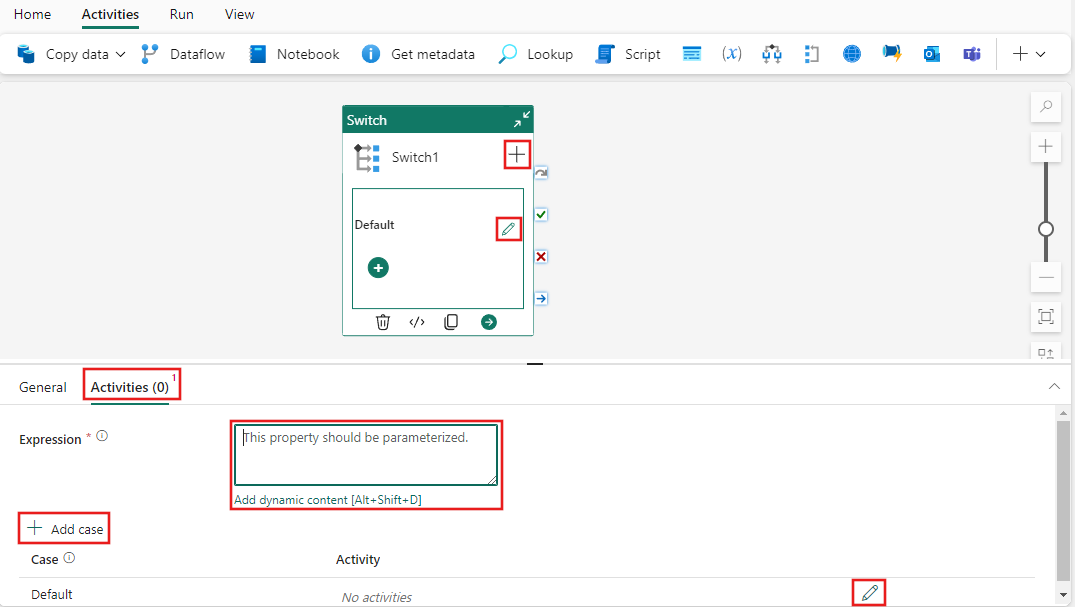 Home Activities Run View
Copy data Dataflow Notebook Get metadata Lookup Script (x)
Switch
Switch1
Default
</>
General Activities (0) 1
Expression *
This property should be parameterized.
Add dynamic content [Alt+Shift+D]
Add case
Case Activity
Default No activities